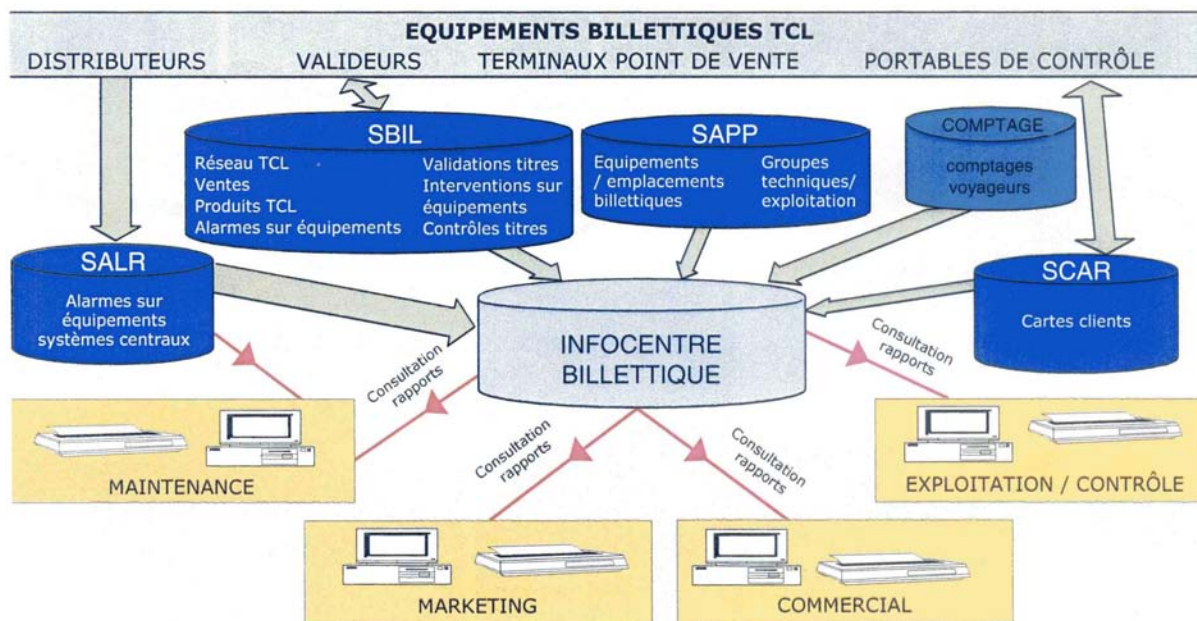 EQUIPEMENTS BILLETTIQUES TCL
DISTRIBUTEURS
VALIDEURS
TERMINAUX POINT DE VENTE
PORTABLES DE CONTRÔLE
SBIL
Réseau TCL
Ventes
Produits TCL
Alarmes sur équipements
Validations titres
Interventions sur
équipements
Contrôles titres
SAPP
Equipements
/ emplacements
billettiques
Groupes
techniques/
exploitation
COMPTAGE
comptages
voyageurs
SALR
Alarmes sur
équipements
systèmes centraux
SCAR
Cartes clients
INFOCENTRE
BILLETTIQUE
Consultation
rapports
Consultation
rapports
Consultation
rapports
Consultation
rapports
MAINTENANCE
EXPLOITATION / CONTRÔLE
MARKETING
COMMERCIAL